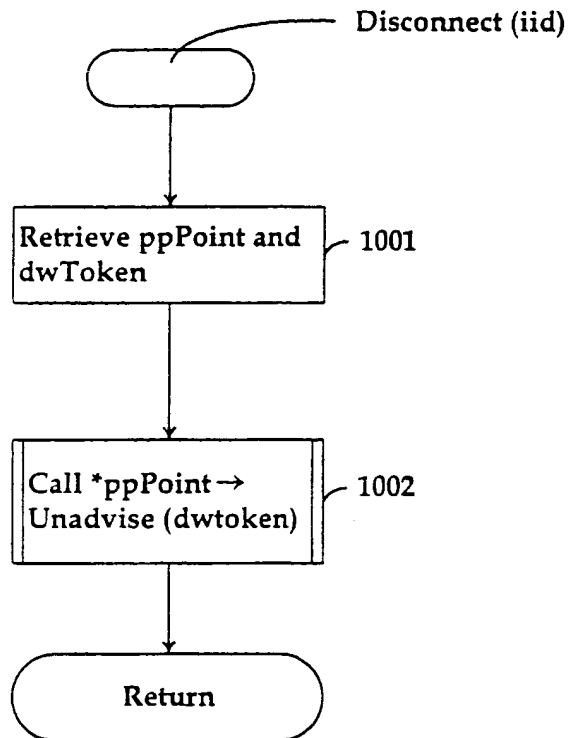 Disconnect (iid)
Retrieve ppPoint and
dwToken
1001
Call *ppPoint→
Unadvise (dwtoken)
1002
Return